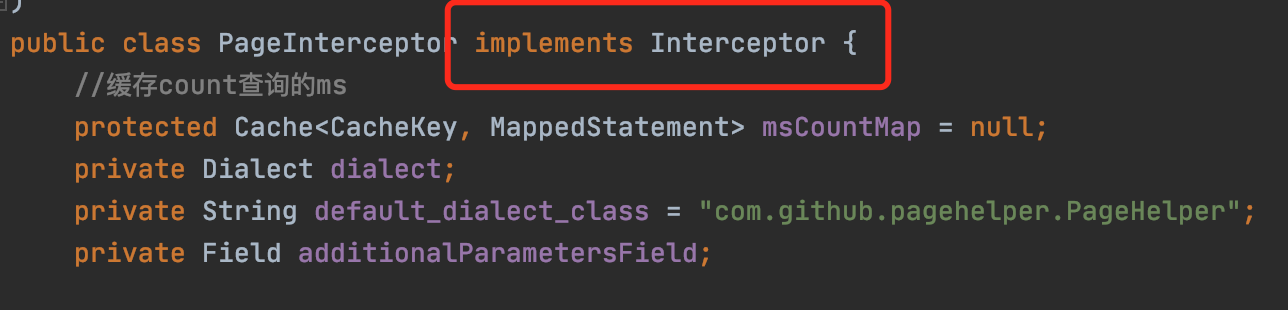 )
public class PageInterceptor implements Interceptor {
//缓存count查询的ms
protected Cache<CacheKey, MappedStatement> msCountMap = null;
private Dialect dialect;
private String default_dialect_class = "com.github.pagehelper.PageHelper";
private Field additionalParametersField;